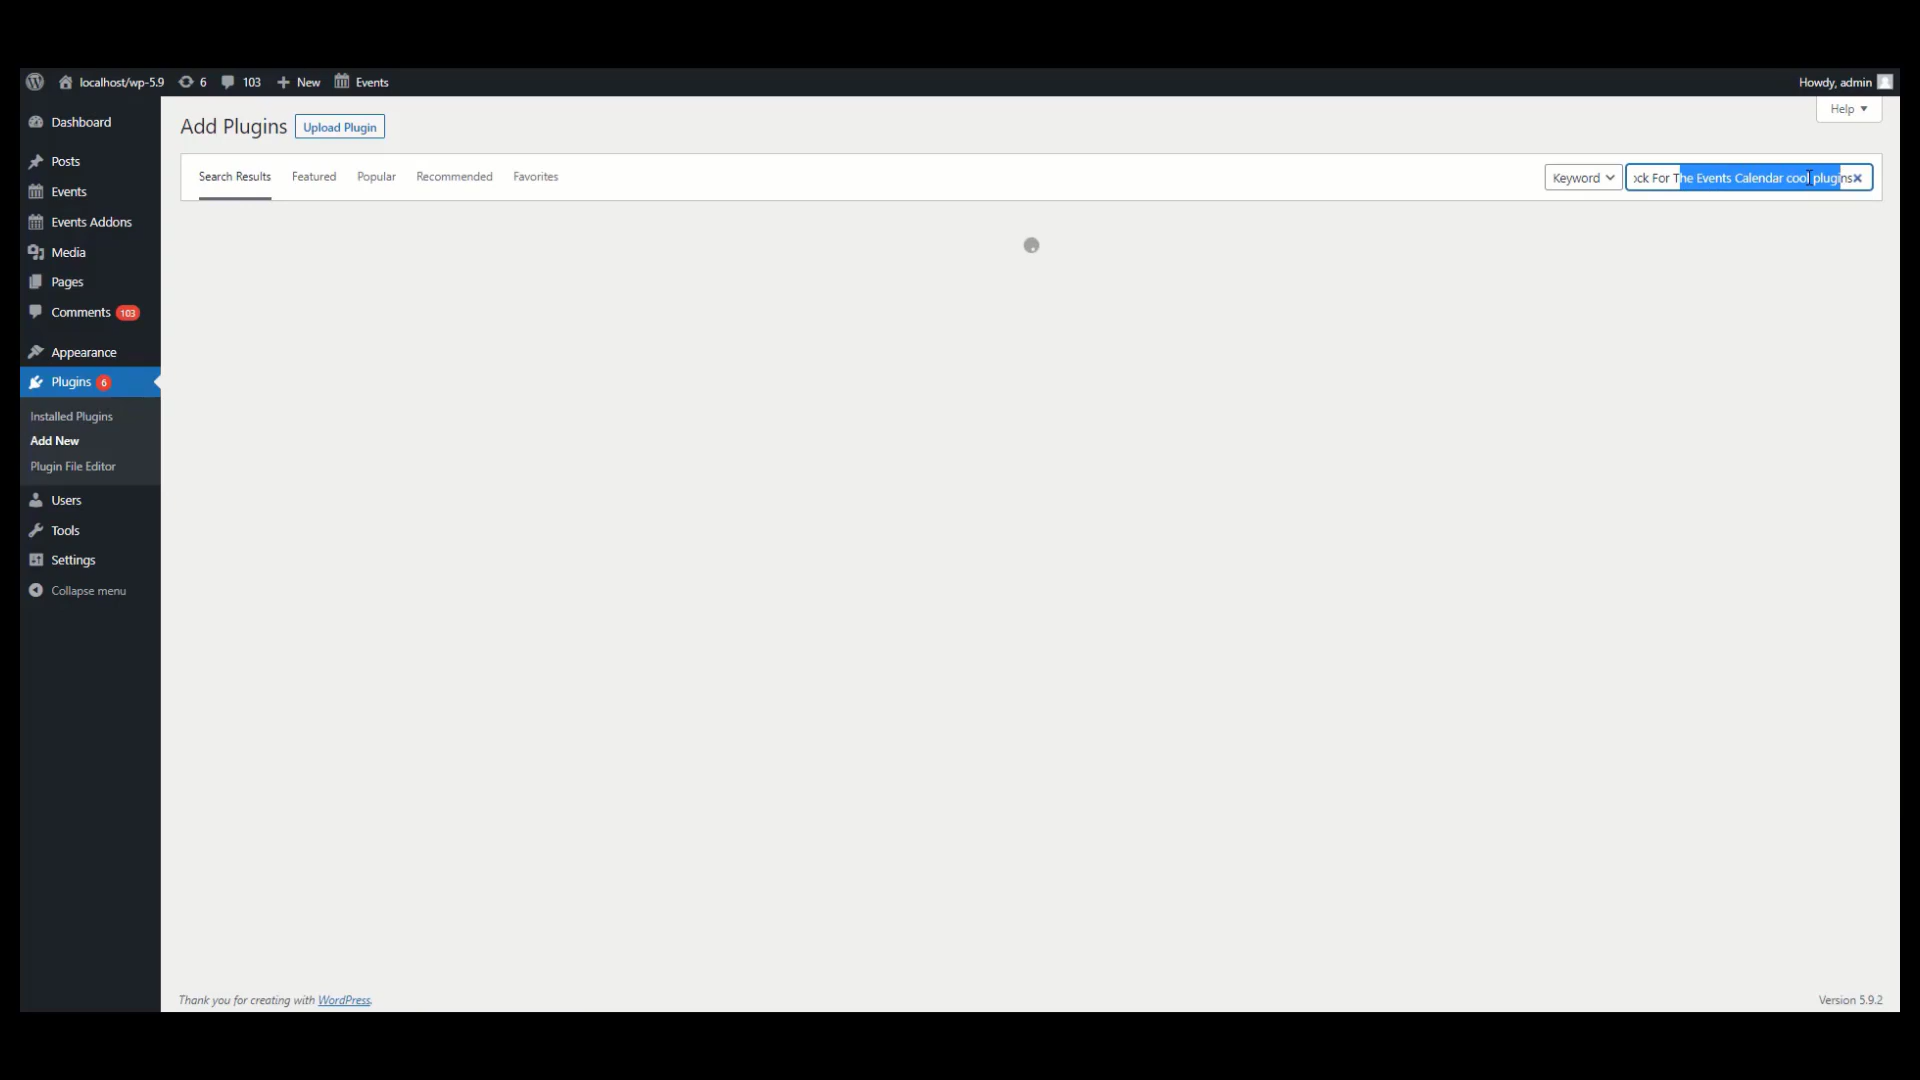 localhost/wp-5.9 6 103 New Events Howdy, admin
Help
Dashboard
Posts
Events
Events Addons
Media
Pages
Comments 103
Appearance
Plugins 6
Installed Plugins
Add New
Plugin File Editor
Users
Tools
Settings
Collapse menu
Add Plugins Upload Plugin
Search Results Featured Popular Recommended Favorites Keyword ock For The Events Calendar cool plugins
Thank you for creating with WordPress. Version 5.9.2